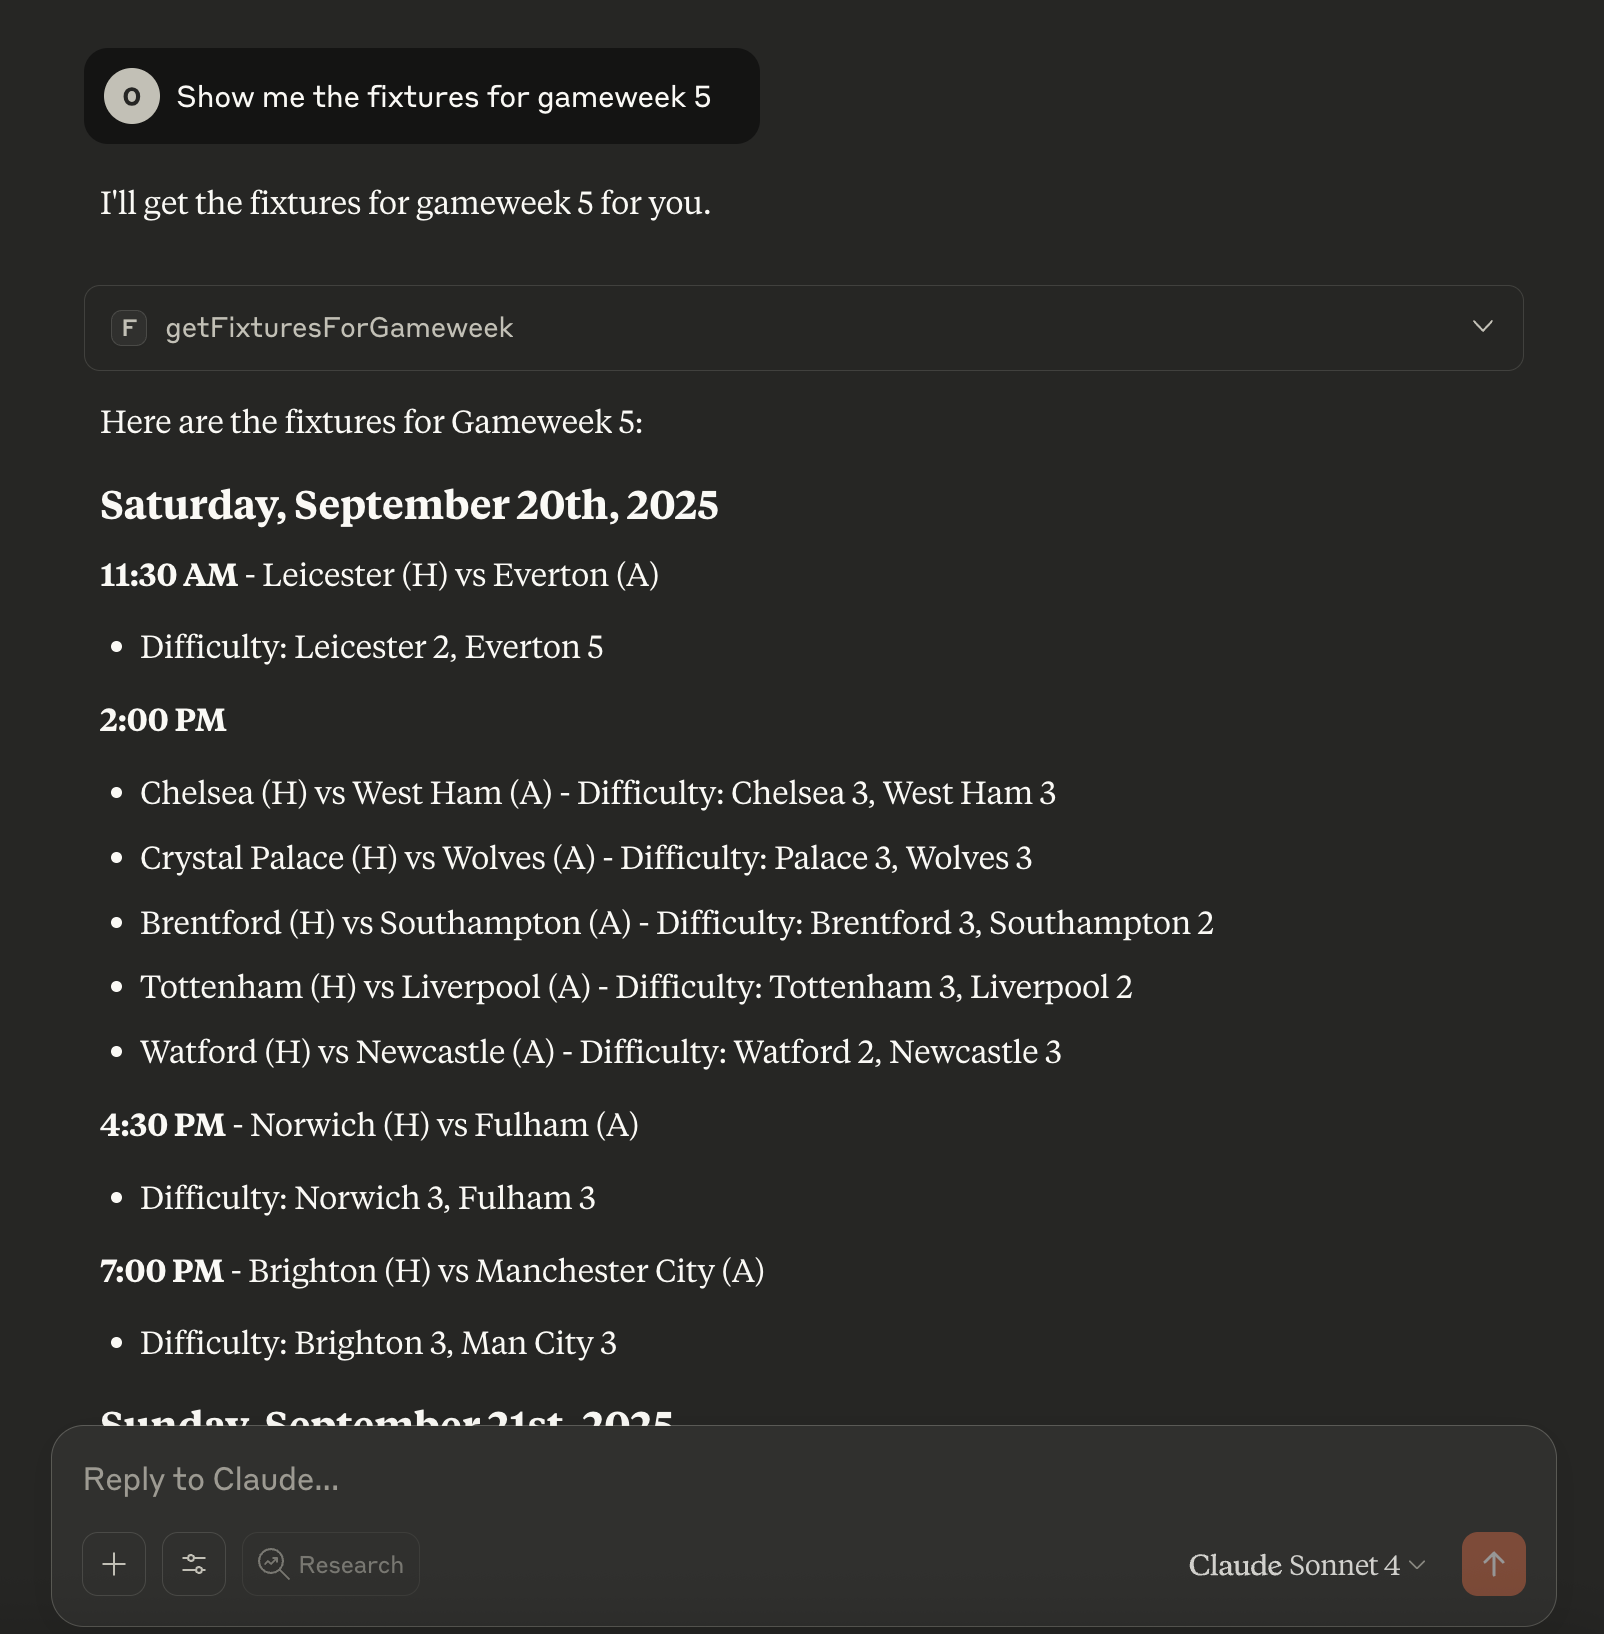 O Show me the fixtures for gameweek 5
I'll get the fixtures for gameweek 5 for you.
F getFixturesForGameweek
Here are the fixtures for Gameweek 5:
Saturday, September 20th, 2025
11:30 AM - Leicester (H) vs Everton (A)
• Difficulty: Leicester 2, Everton 5
2:00 PM
• Chelsea (H) vs West Ham (A) - Difficulty: Chelsea 3, West Ham 3
• Crystal Palace (H) vs Wolves (A) - Difficulty: Palace 3, Wolves 3
• Brentford (H) vs Southampton (A) - Difficulty: Brentford 3, Southampton 2
• Tottenham (H) vs Liverpool (A) - Difficulty: Tottenham 3, Liverpool 2
• Watford (H) vs Newcastle (A) - Difficulty: Watford 2, Newcastle 3
4:30 PM - Norwich (H) vs Fulham (A)
• Difficulty: Norwich 3, Fulham 3
7:00 PM - Brighton (H) vs Manchester City (A)
• Difficulty: Brighton 3, Man City 3
Sunday, September 21st, 2025
Reply to Claude...
Research
Claude Sonnet 4